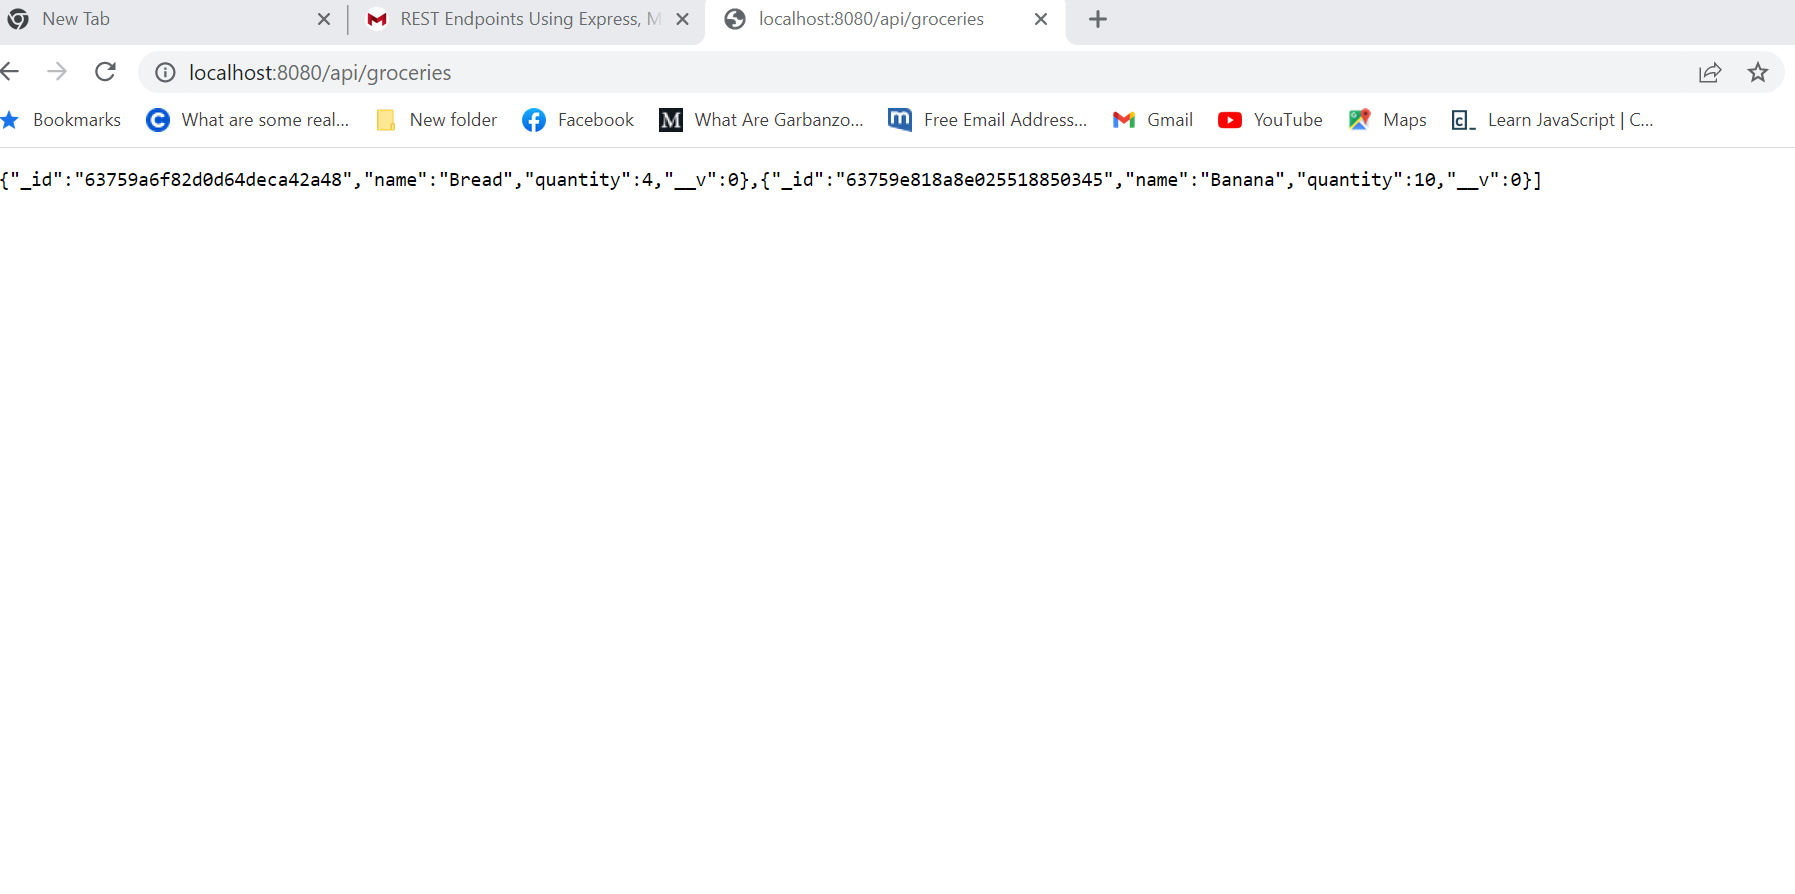 New Tab REST Endpoints Using Express, M localhost:8080/api/groceries
localhost:8080/api/groceries
Bookmarks What are some real... New folder Facebook M What Are Garbanzo... m Free Email Address... Gmail YouTube Maps c_ Learn JavaScript | C...
{"_id":"63759a6f82d0d64deca42a48","name":"Bread","quantity":4,"__v":0},{"_id":"63759e818a8e025518850345","name":"Banana","quantity":10,"__v":0}]